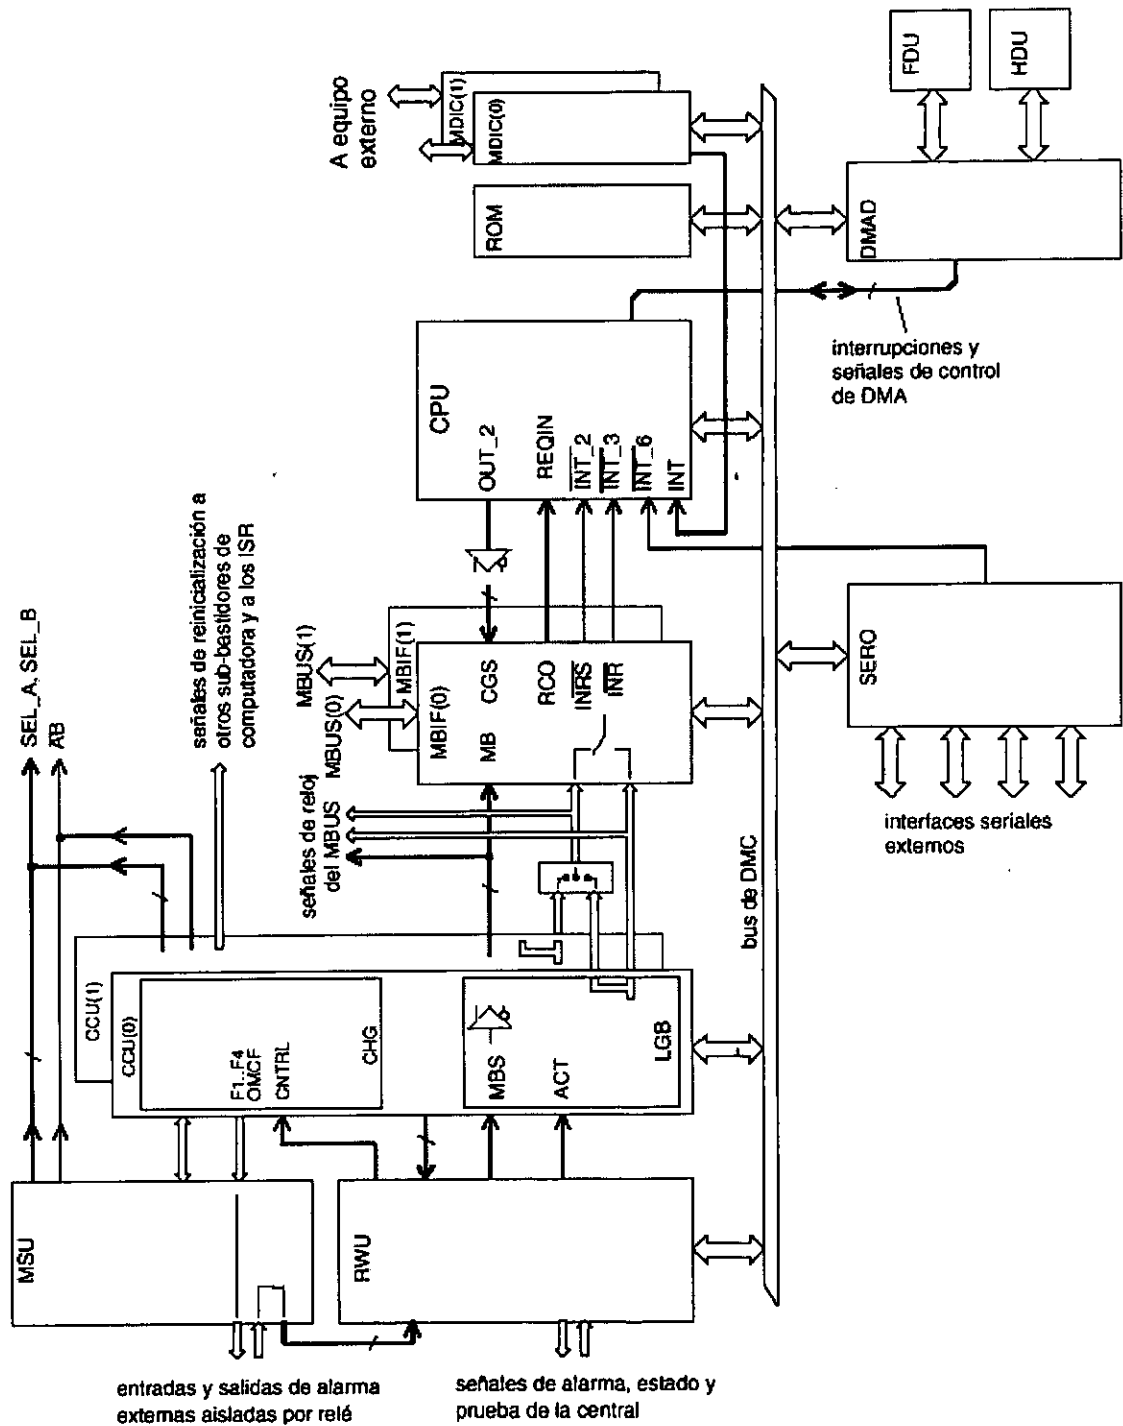 FDU
HDU
A equipo
externo
MDIC(1)
MDIC(0)
ROM
DMAD
interrupciones y
señales de control
de DMA
CPU
OUT_2
REQIN
INT_2
INT_3
INT_6
INT
señales de reinicialización a
otros sub-bastidores de
computadora y a los ISR
SEL_A, SEL_B
AB
MBUS(1)
MBUS(0)
MBIF(1)
MBIF(0)
MB
CGS
RCO
INRS
INR
señales de reloj
del MBUS
SERO
interfaces seriales
externos
bus de DMC
CCU(1)
CCU(0)
F1..F4
OMCF
CNTRL
CHG
MBS
ACT
LGB
MSU
RWU
entradas y salidas de alarma
externas aisladas por relé
señales de alarma, estado y
prueba de la central